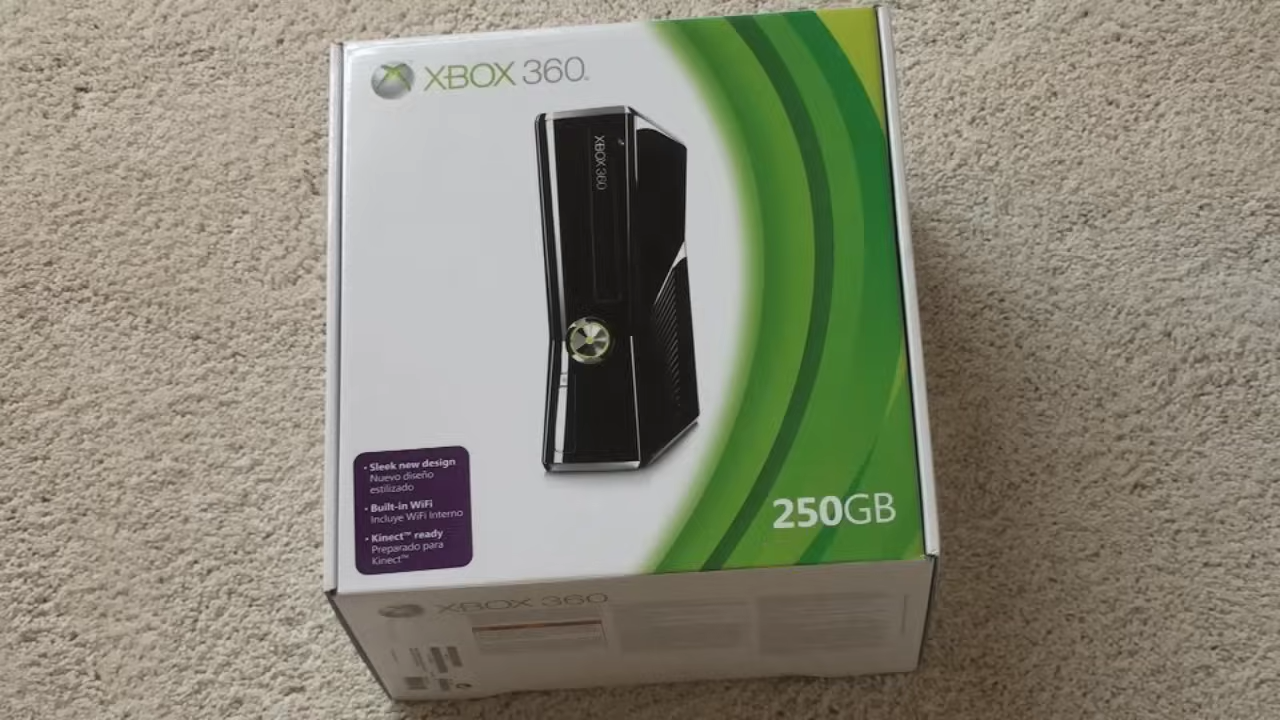 XBOX 360
XBOX 360
• Sleek new design
Nuevo diseño
estilizado
• Built-in WiFi
Incluye WiFi Interno
• Kinect™ ready
Preparado para
Kinect™
250GB
XBOX 360